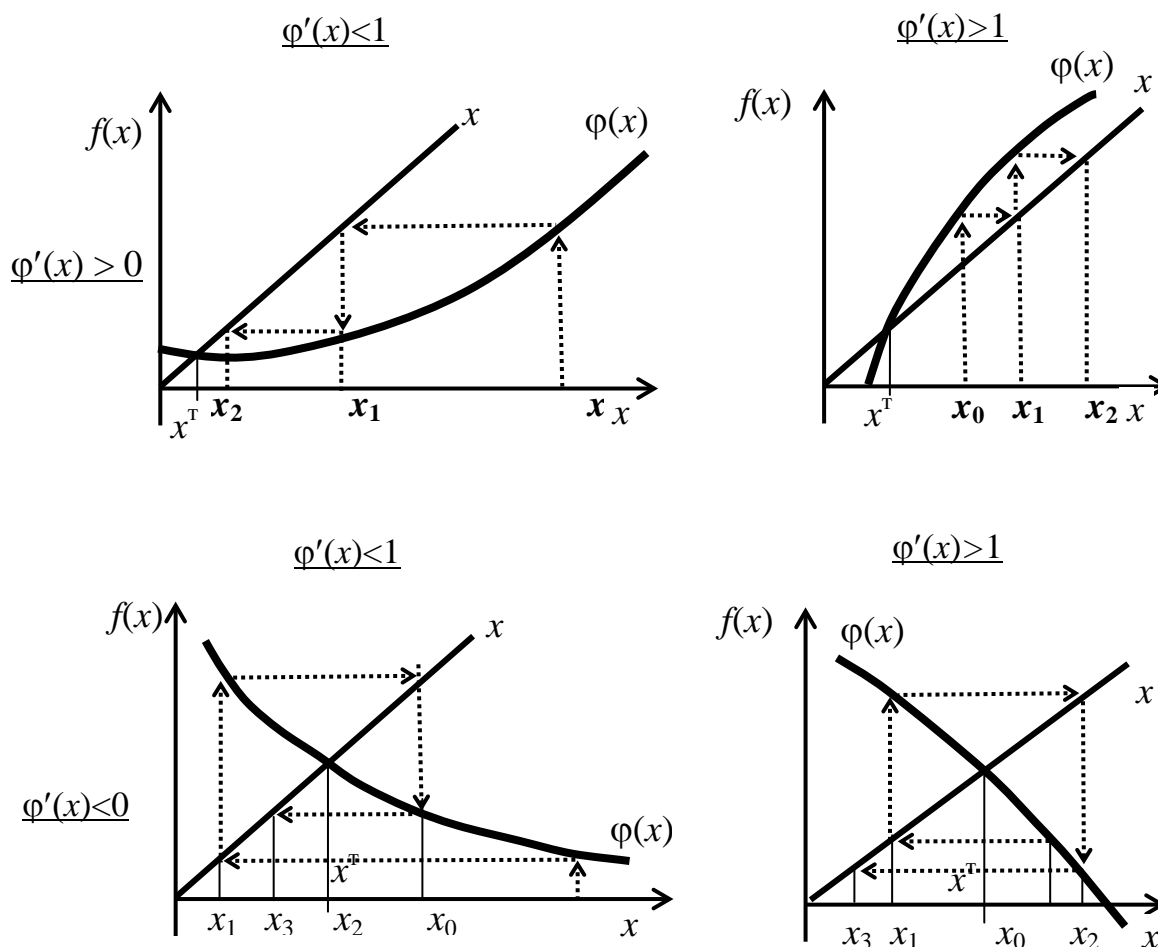 φ′(x)<1
φ′(x)>1
f(x)
x
φ(x)
f(x)
φ(x)
x
φ′(x) > 0
xᵀ
x₂
x₁
x
x
xᵀ
x₀
x₁
x₂
x
φ′(x)<1
φ′(x)>1
f(x)
x
f(x)
φ(x)
x
φ′(x)<0
φ(x)
xᵀ
xᵀ
x₁
x₃
x₂
x₀
x
x₃
x₁
x₀
x₂
x